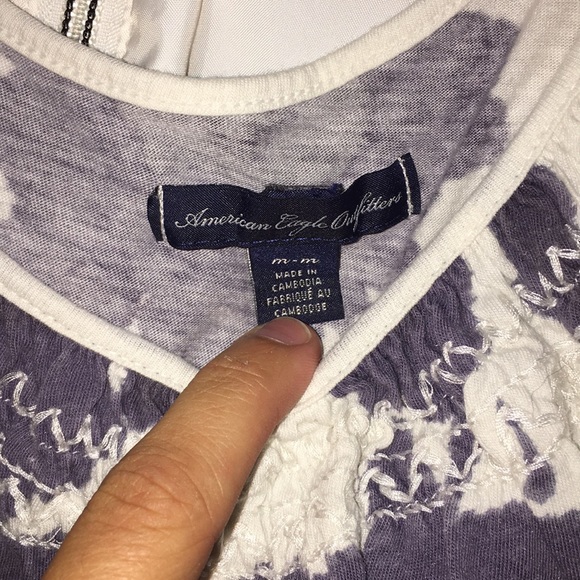 American Eagle Outfitters
m-m
MADE IN
CAMBODIA
FABRIQUÉ AU
CAMBODGE